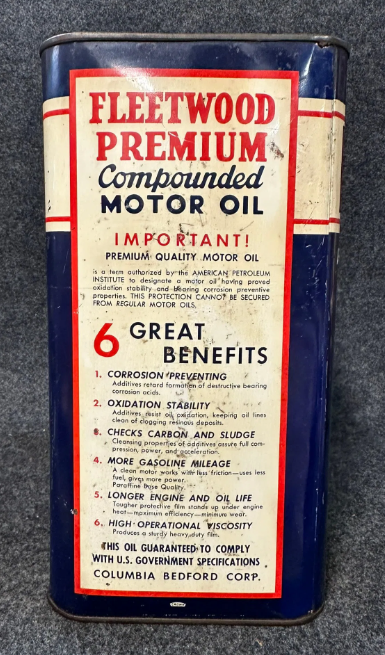 FLEETWOOD
PREMIUM
Compounded
MOTOR OIL
IMPORTANT!
PREMIUM QUALITY MOTOR OIL
is a term authorized by the AMERICAN PETROLEUM
INSTITUTE to designate a motor oil having proved
oxidation stability and bearing corrosion preventive
properties. THIS PROTECTION CANNOT BE SECURED
FROM REGULAR MOTOR OILS.
6 GREAT
BENEFITS
1. CORROSION PREVENTING
Additives retard formation of destructive bearing
corrosion acids.
2. OXIDATION STABILITY
Additives resist oil oxidation, keeping oil lines
clean of clogging resinous deposits.
3. CHECKS CARBON AND SLUDGE
Cleansing properties of additives assure full com-
pression, power, and acceleration.
4. MORE GASOLINE MILEAGE
A clean motor works with less friction—uses less
fuel, gives more power.
Paraffine Base Quality.
5. LONGER ENGINE AND OIL LIFE
Tougher protective film stands up under engine
heat—maximum efficiency—minimum wear.
6. HIGH OPERATIONAL VISCOSITY
Produces a sturdy heavy duty film.
THIS OIL GUARANTEED TO COMPLY
WITH U.S. GOVERNMENT SPECIFICATIONS
COLUMBIA BEDFORD CORP.